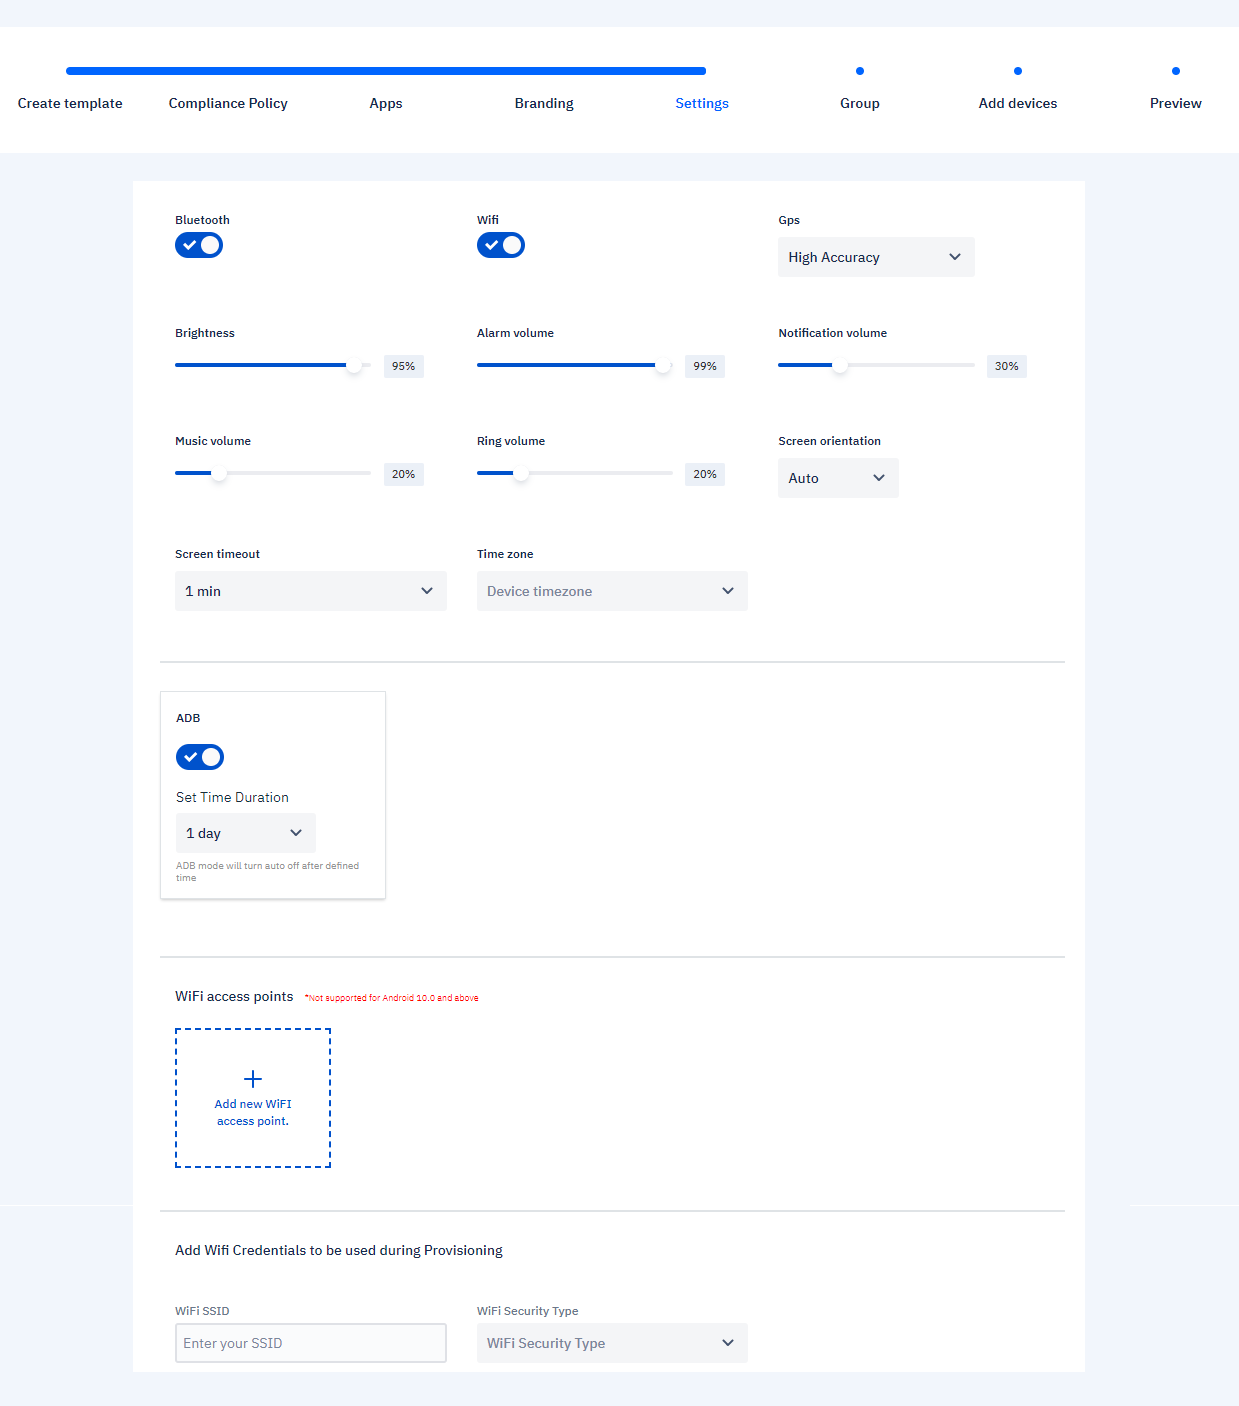 Create template
Compliance Policy
Apps
Branding
Settings
Group
Add devices
Preview
Bluetooth
Wifi
Gps
High Accuracy
Brightness
Alarm volume
Notification volume
95%
99%
30%
Music volume
Ring volume
Screen orientation
20%
20%
Auto
Screen timeout
Time zone
1 min
Device timezone
ADB
Set Time Duration
1 day
ADB mode will turn auto off after defined
time
WiFi access points
*Not supported for Android 10.0 and above
Add new WiFI
access point.
Add Wifi Credentials to be used during Provisioning
WiFi SSID
WiFi Security Type
Enter your SSID
WiFi Security Type